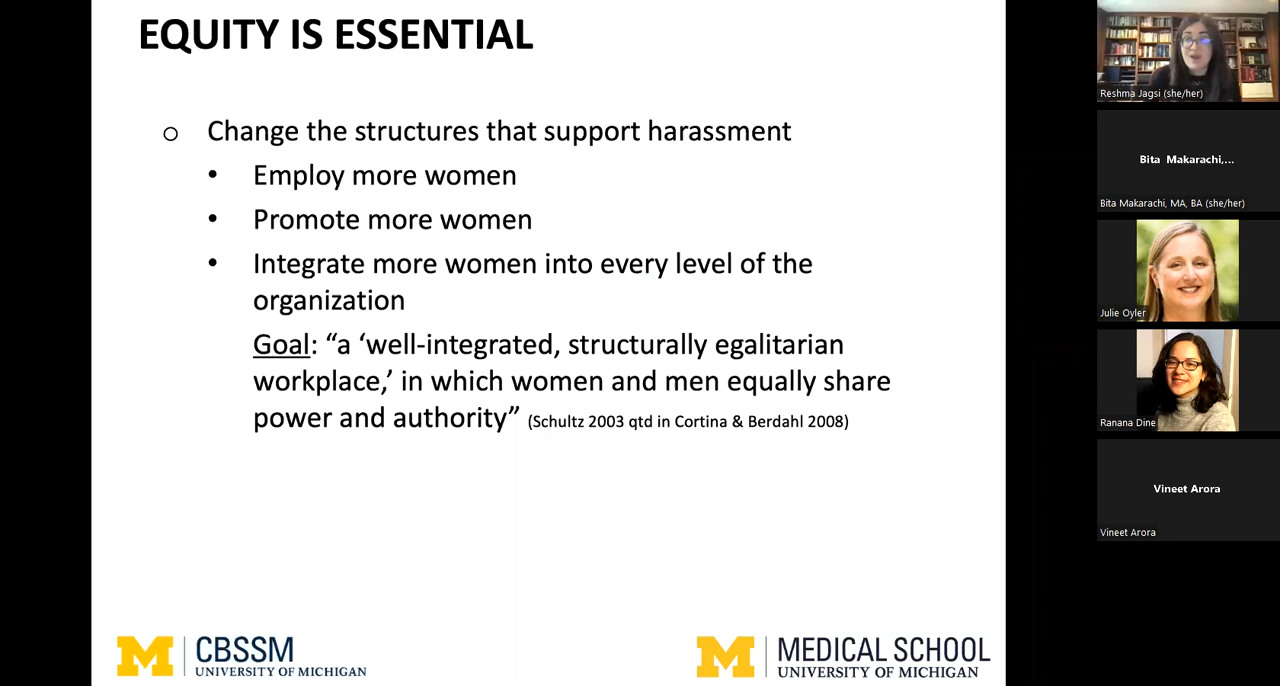 EQUITY IS ESSENTIAL
o Change the structures that support harassment
• Employ more women
• Promote more women
• Integrate more women into every level of the
organization
Goal: “a ‘well-integrated, structurally egalitarian
workplace,’ in which women and men equally share
power and authority” (Schultz 2003 qtd in Cortina & Berdahl 2008)
M | CBSSM
UNIVERSITY OF MICHIGAN
M | MEDICAL SCHOOL
UNIVERSITY OF MICHIGAN
Reshma Jagsi (she/her)
Bita Makarachi,...
Bita Makarachi, MA, BA (she/her)
Julie Oyler
Ranana Dine
Vineet Arora
Vineet Arora